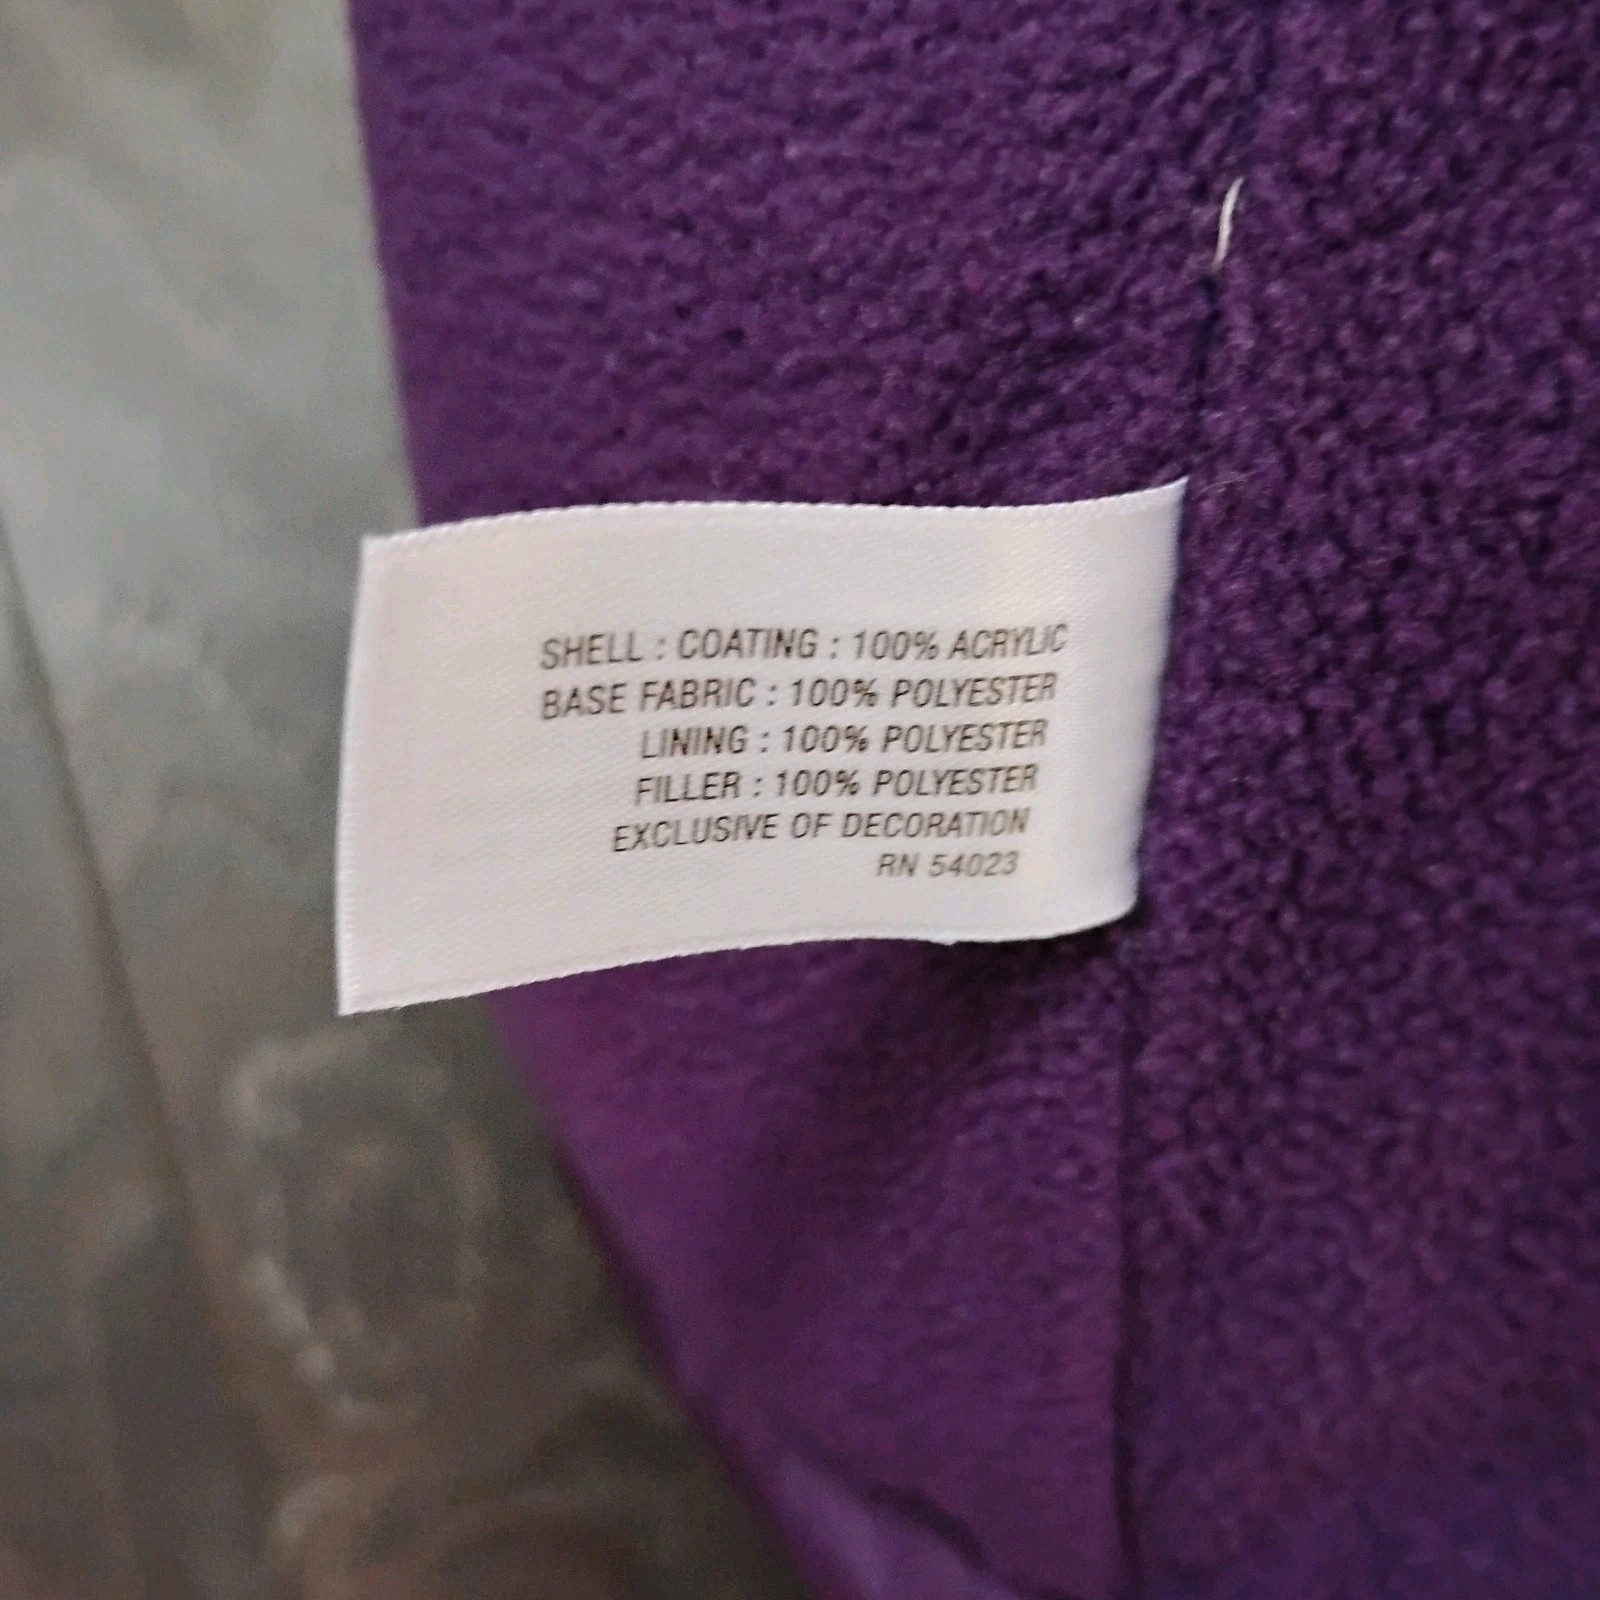 SHELL : COATING : 100% ACRYLIC
BASE FABRIC : 100% POLYESTER
LINING : 100% POLYESTER
FILLER : 100% POLYESTER
EXCLUSIVE OF DECORATION
RN 54023